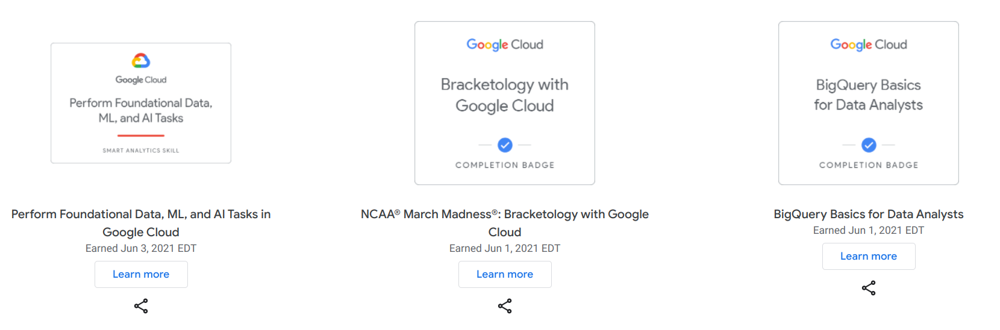 Google Cloud
Perform Foundational Data,
ML, and AI Tasks
SMART ANALYTICS SKILL
Perform Foundational Data, ML, and AI Tasks in
Google Cloud
Earned Jun 3, 2021 EDT
Learn more
Google Cloud
Bracketology with
Google Cloud
COMPLETION BADGE
NCAA® March Madness®: Bracketology with Google
Cloud
Earned Jun 1, 2021 EDT
Learn more
Google Cloud
BigQuery Basics
for Data Analysts
COMPLETION BADGE
BigQuery Basics for Data Analysts
Earned Jun 1, 2021 EDT
Learn more